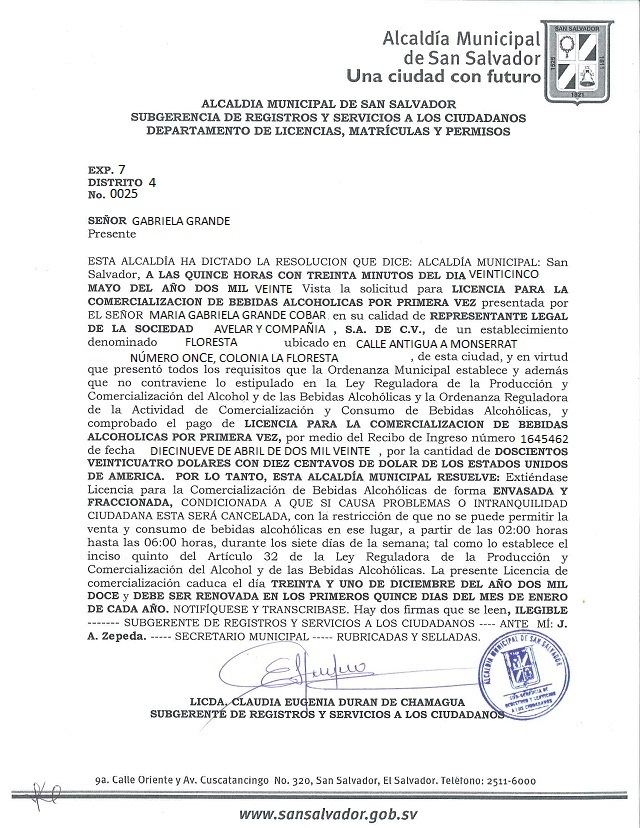 Alcaldía Municipal
de San Salvador
Una ciudad con futuro
SAN SALVADOR
1525
1811
1821
ALCALDIA MUNICIPAL DE SAN SALVADOR
SUBGERENCIA DE REGISTROS Y SERVICIOS A LOS CIUDADANOS
DEPARTAMENTO DE LICENCIAS, MATRÍCULAS Y PERMISOS
EXP. 7
DISTRITO 4
No. 0025
SEÑOR GABRIELA GRANDE
Presente
ESTA ALCALDÍA HA DICTADO LA RESOLUCION QUE DICE: ALCALDÍA MUNICIPAL: San
Salvador, A LAS QUINCE HORAS CON TREINTA MINUTOS DEL DIA VEINTICINCO
MAYO DEL AÑO DOS MIL VEINTE Vista la solicitud para LICENCIA PARA LA
COMERCIALIZACION DE BEBIDAS ALCOHOLICAS POR PRIMERA VEZ presentada por
EL SEÑOR MARIA GABRIELA GRANDE COBAR en su calidad de REPRESENTANTE LEGAL
DE LA SOCIEDAD AVELAR Y COMPAÑIA , S.A. DE C.V., de un establecimiento
denominado FLORESTA ubicado en CALLE ANTIGUA A MONSERRAT
NÚMERO ONCE, COLONIA LA FLORESTA , de esta ciudad, y en virtud
que presentó todos los requisitos que la Ordenanza Municipal establece y además
que no contraviene lo estipulado en la Ley Reguladora de la Producción y
Comercialización del Alcohol y de las Bebidas Alcohólicas y la Ordenanza Reguladora
de la Actividad de Comercialización y Consumo de Bebidas Alcohólicas, y
comprobado el pago de LICENCIA PARA LA COMERCIALIZACION DE BEBIDAS
ALCOHOLICAS POR PRIMERA VEZ, por medio del Recibo de Ingreso número 1645462
de fecha DIECINUEVE DE ABRIL DE DOS MIL VEINTE , por la cantidad de DOSCIENTOS
VEINTICUATRO DOLARES CON DIEZ CENTAVOS DE DOLAR DE LOS ESTADOS UNIDOS
DE AMERICA. POR LO TANTO, ESTA ALCALDÍA MUNICIPAL RESUELVE: Extiéndase
Licencia para la Comercialización de Bebidas Alcohólicas de forma ENVASADA Y
FRACCIONADA, CONDICIONADA A QUE SI CAUSA PROBLEMAS O INTRANQUILIDAD
CIUDADANA ESTA SERÁ CANCELADA, con la restricción de que no se puede permitir la
venta y consumo de bebidas alcohólicas en ese lugar, a partir de las 02:00 horas
hasta las 06:00 horas, durante los siete días de la semana; tal como lo establece el
inciso quinto del Artículo 32 de la Ley Reguladora de la Producción y
Comercialización del Alcohol y de las Bebidas Alcohólicas. La presente Licencia de
comercialización caduca el día TREINTA Y UNO DE DICIEMBRE DEL AÑO DOS MIL
DOCE y DEBE SER RENOVADA EN LOS PRIMEROS QUINCE DIAS DEL MES DE ENERO
DE CADA AÑO. NOTIFÍQUESE Y TRANSCRIBASE. Hay dos firmas que se leen, ILEGIBLE
------- SUBGERENTE DE REGISTROS Y SERVICIOS A LOS CIUDADANOS ---- ANTE MÍ: J.
A. Zepeda. ----- SECRETARIO MUNICIPAL ----- RUBRICADAS Y SELLADAS.
ALCALDIA MUNICIPAL DE SAN SALVADOR
SUB-GERENCIA DE
REGISTROS Y SERVICIOS
A LOS CIUDADANOS
LICDA. CLAUDIA EUGENIA DURAN DE CHAMAGUA
SUBGERENTE DE REGISTROS Y SERVICIOS A LOS CIUDADANOS
9a. Calle Oriente y Av. Cuscatancingo No. 320, San Salvador, El Salvador. Teléfono: 2511-6000
www.sansalvador.gob.sv